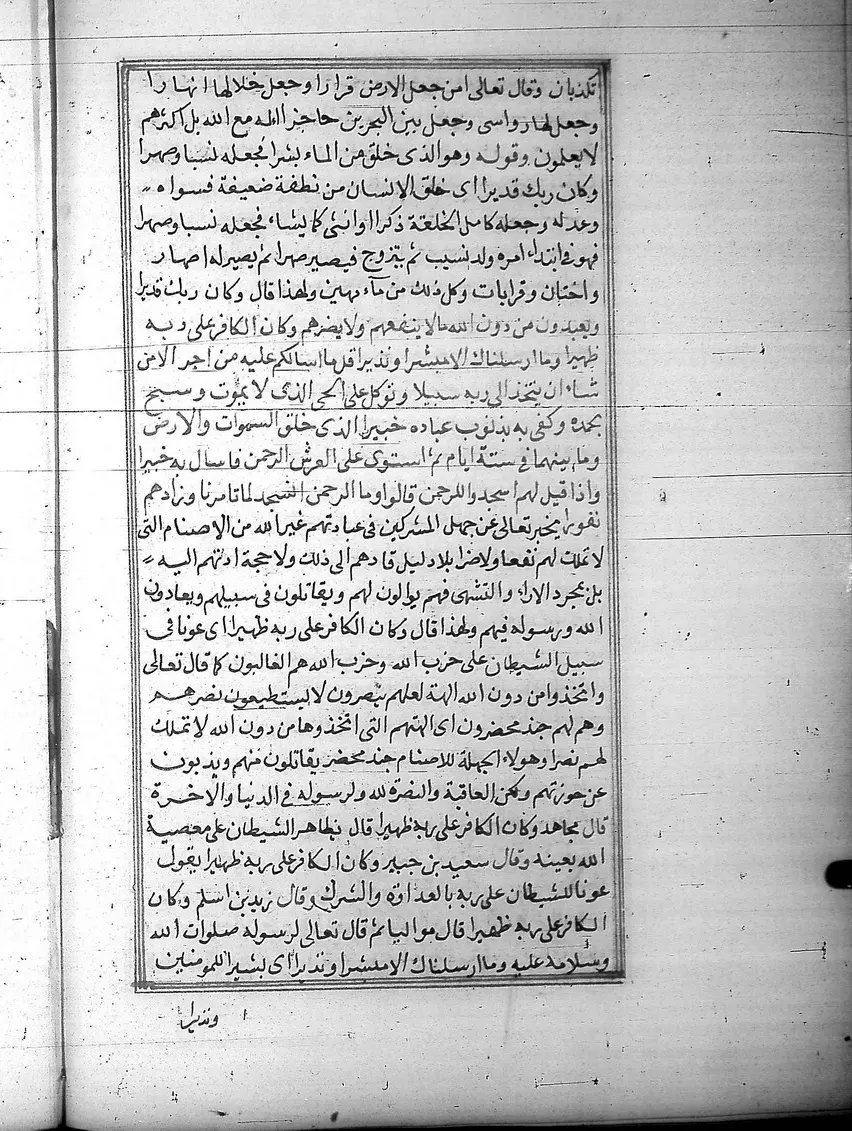 تكذبان وقال تعالى امن جعل الارض قرارا وجعل خلالها انهارا
وجعل لها رواسى وجعل بين البحرين حاجزا االه مع الله بل اكثرهم
لا يعلمون وقوله وهو الذى خلق من الماء بشرا فجعله نسبا وصهرا
وكان ربك قديرا اى خلق الانسان من نطفة ضعيفة فسواه
وعدله وجعله كامل الخلقة ذكرا او انثى كما يشاء فجعله نسبا وصهرا
فهو فى ابتداء امره ولد نسيب ثم يتزوج فيصير صهرا ثم يصير له اصهار
واختان وقرابات وكل ذلك من ماء مهين ولهذا قال وكان ربك قديرا
ويعبدون من دون الله ما لا ينفعهم ولا يضرهم وكان الكافر على ربه
ظهيرا وما ارسلناك الا مبشرا ونذيرا قل ما اسالكم عليه من اجر الا من
شاء ان يتخذ الى ربه سبيلا وتوكل على الحى الذى لا يموت وسبح
بحمده وكفى به بذنوب عباده خبيرا الذى خلق السموات والارض
وما بينهما فى ستة ايام ثم استوى على العرش الرحمن فاسال به خبيرا
واذا قيل لهم اسجدوا للرحمن قالوا وما الرحمن انسجد لما تامرنا وزادهم
نفورا يخبر تعالى عن جهل المشركين فى عبادتهم غير الله من الاصنام التى
لا تملك لهم نفعا ولا ضرا بلا دليل قادهم الى ذلك ولا حجة ادتهم اليه
بل بمجرد الاراء والتشهى فهم يوالون لهم ويقاتلون فى سبيلهم ويعادون
الله ورسوله فيهم ولهذا قال وكان الكافر على ربه ظهيرا اى عونا فى
سبيل الشيطان على حزب الله وحزب الله هم الغالبون كما قال تعالى
واتخذوا من دون الله الهة لعلهم ينصرون لا يستطيعون نصرهم
وهم لهم جند محضرون اى الهتهم التى اتخذوها من دون الله لا تملك
لهم نصرا وهولاء الجهلة للاصنام جند محضر يقاتلون عنهم ويذبون
عن حوزتهم ولكن العاقبة والنصرة لله ولرسوله فى الدنيا والاخرة
قال مجاهد وكان الكافر على ربه ظهيرا قال يظاهر الشيطان على معصية
الله يعينه وقال سعيد بن جبير وكان الكافر على ربه ظهيرا يقول
عونا للشيطان على ربه بالعداوة والشرك وقال زيد بن اسلم وكان
الكافر على ربه ظهيرا قال مواليا ثم قال تعالى لرسوله صلوات الله
وسلامه عليه وما ارسلناك الا مبشرا ونذيرا اى بشيرا للمومنين
ونذيرا